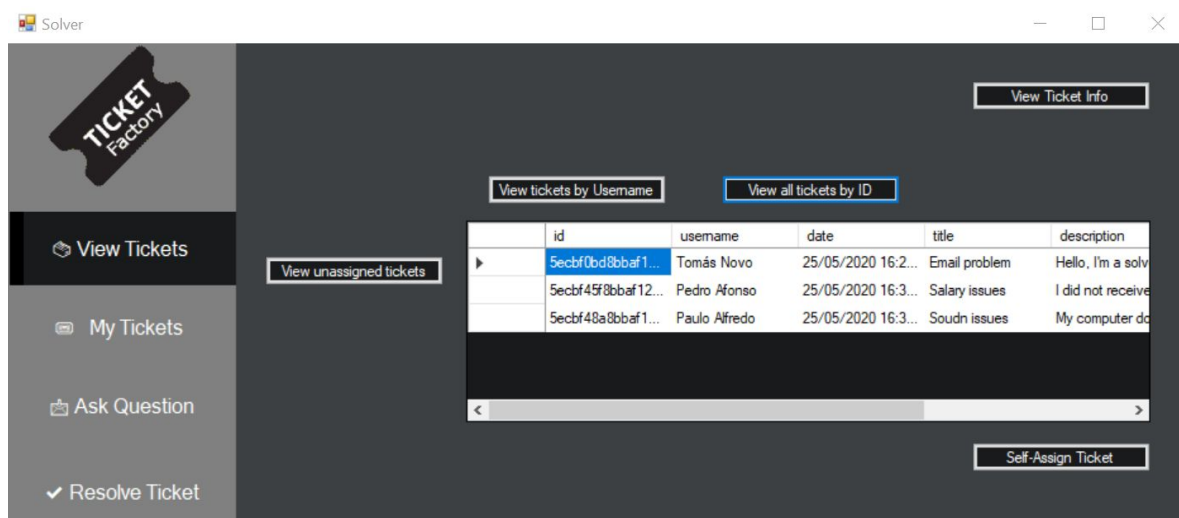 Solver
TICKET
Factory
View Ticket Info
View tickets by Username
View all tickets by ID
View Tickets
View unassigned tickets
id username date title description
5ecbf0bd8bbaf1... Tomás Novo 25/05/2020 16:2... Email problem Hello, I'm a solv
5ecbf45f8bbaf12... Pedro Afonso 25/05/2020 16:3... Salary issues I did not receive
5ecbf48a8bbaf1... Paulo Alfredo 25/05/2020 16:3... Soudn issues My computer do
My Tickets
Ask Question
Self-Assign Ticket
Resolve Ticket